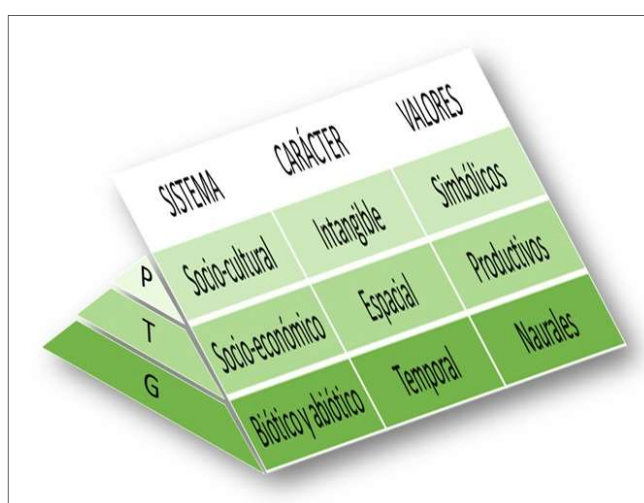 SISTEMA CARÁCTER VALORES
P Socio-cultural Intangible Simbólicos
T Socio-económico Espacial Productivos
G Biótico y abiótico Temporal Naurales